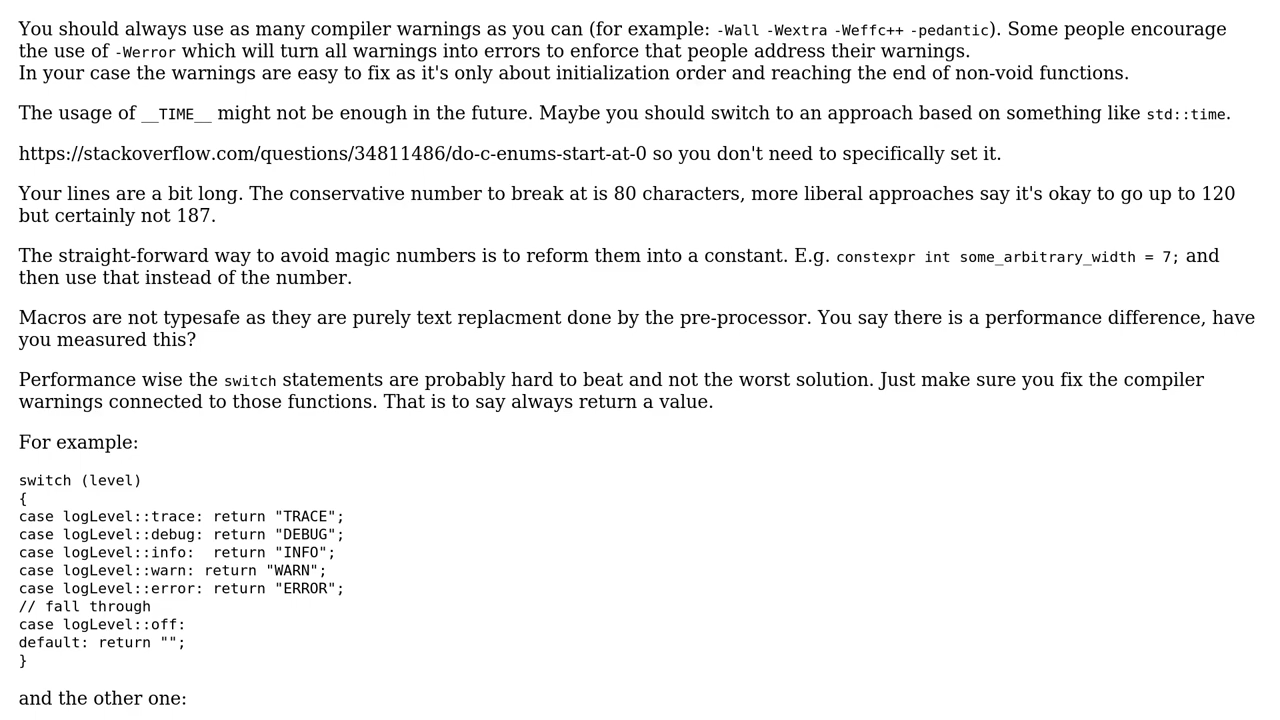 You should always use as many compiler warnings as you can (for example: -Wall -Wextra -Weffc++ -pedantic). Some people encourage
the use of -Werror which will turn all warnings into errors to enforce that people address their warnings.
In your case the warnings are easy to fix as it's only about initialization order and reaching the end of non-void functions.
The usage of __TIME__ might not be enough in the future. Maybe you should switch to an approach based on something like std::time.
https://stackoverflow.com/questions/34811486/do-c-enums-start-at-0 so you don't need to specifically set it.
Your lines are a bit long. The conservative number to break at is 80 characters, more liberal approaches say it's okay to go up to 120
but certainly not 187.
The straight-forward way to avoid magic numbers is to reform them into a constant. E.g. constexpr int some_arbitrary_width = 7; and
then use that instead of the number.
Macros are not typesafe as they are purely text replacment done by the pre-processor. You say there is a performance difference, have
you measured this?
Performance wise the switch statements are probably hard to beat and not the worst solution. Just make sure you fix the compiler
warnings connected to those functions. That is to say always return a value.
For example:
switch (level)
{
case logLevel::trace: return "TRACE";
case logLevel::debug: return "DEBUG";
case logLevel::info:  return "INFO";
case logLevel::warn: return "WARN";
case logLevel::error: return "ERROR";
// fall through
case logLevel::off:
default: return "";
}
and the other one: